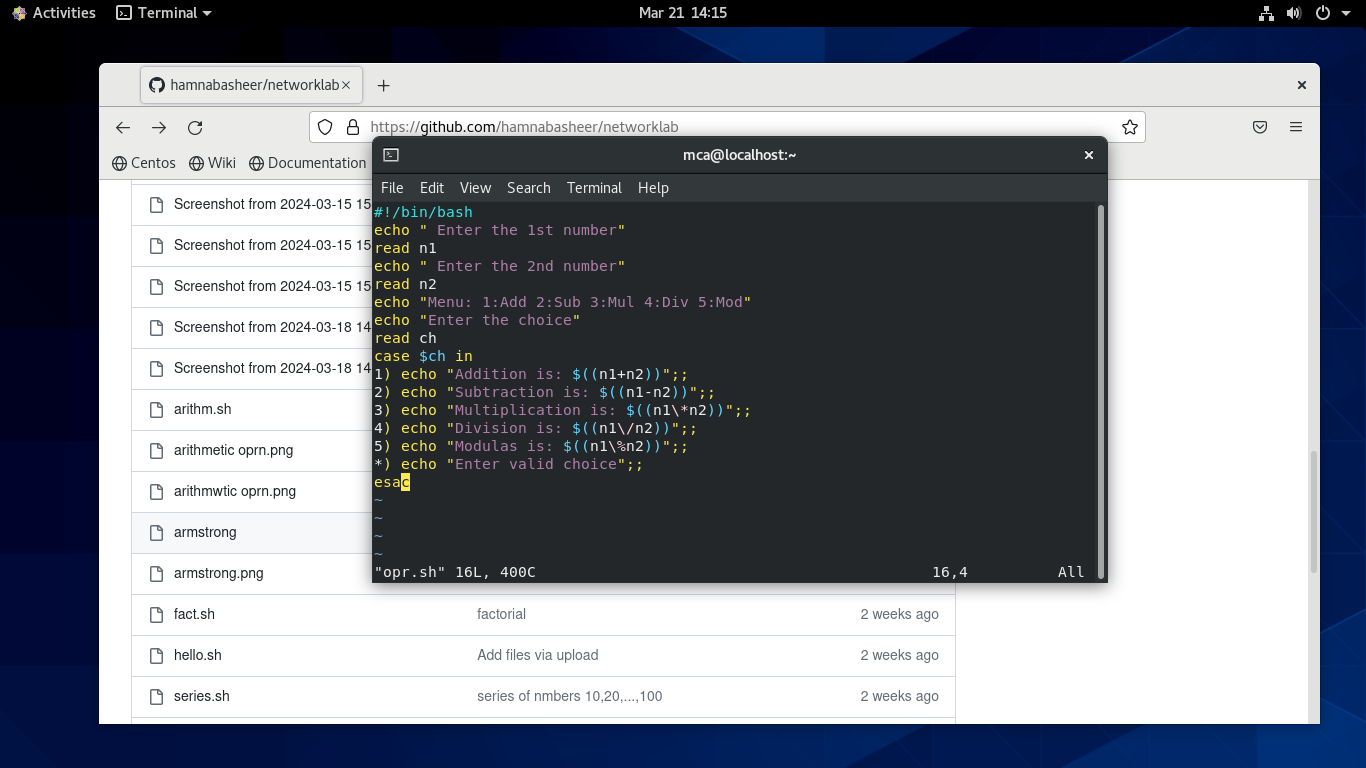 Activities Terminal Mar 21 14:15
hamnabasheer/networklab
https://github.com/hamnabasheer/networklab
Centos Wiki Documentation
mca@localhost:~
File Edit View Search Terminal Help
#!/bin/bash
echo " Enter the 1st number"
read n1
echo " Enter the 2nd number"
read n2
echo "Menu: 1:Add 2:Sub 3:Mul 4:Div 5:Mod"
echo "Enter the choice"
read ch
case $ch in
1) echo "Addition is: $((n1+n2))";;
2) echo "Subtraction is: $((n1-n2))";;
3) echo "Multiplication is: $((n1\*n2))";;
4) echo "Division is: $((n1\/n2))";;
5) echo "Modulas is: $((n1\%n2))";;
*) echo "Enter valid choice";;
esac
~
~
~
~
"opr.sh" 16L, 400C 16,4 All
Screenshot from 2024-03-15 15
Screenshot from 2024-03-15 15
Screenshot from 2024-03-15 15
Screenshot from 2024-03-18 14
Screenshot from 2024-03-18 14
arithm.sh
arithmetic oprn.png
arithmwtic oprn.png
armstrong
armstrong.png
fact.sh factorial 2 weeks ago
hello.sh Add files via upload 2 weeks ago
series.sh series of nmbers 10,20,...,100 2 weeks ago